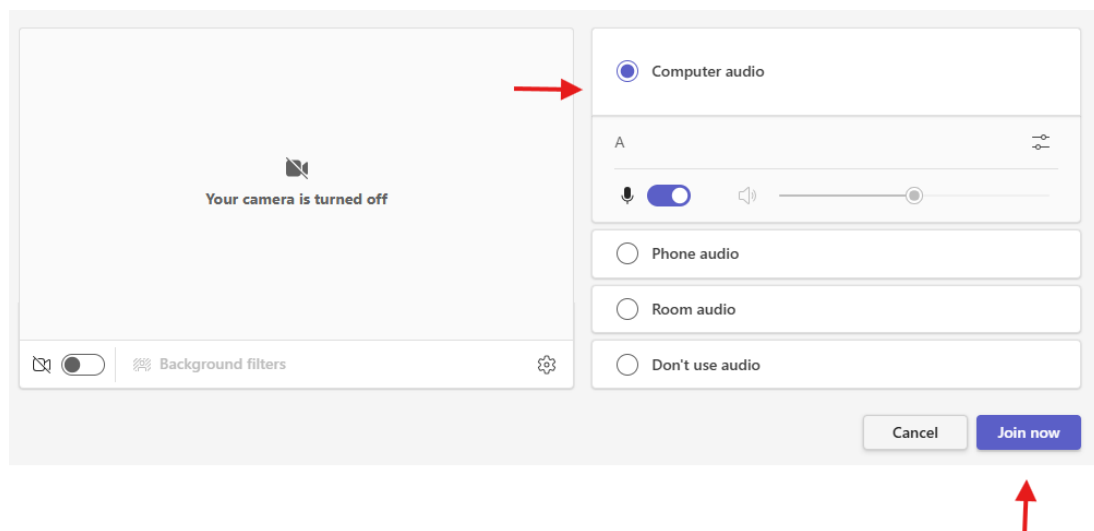 Computer audio
A
Your camera is turned off
Phone audio
Room audio
Background filters
Don't use audio
Cancel
Join now